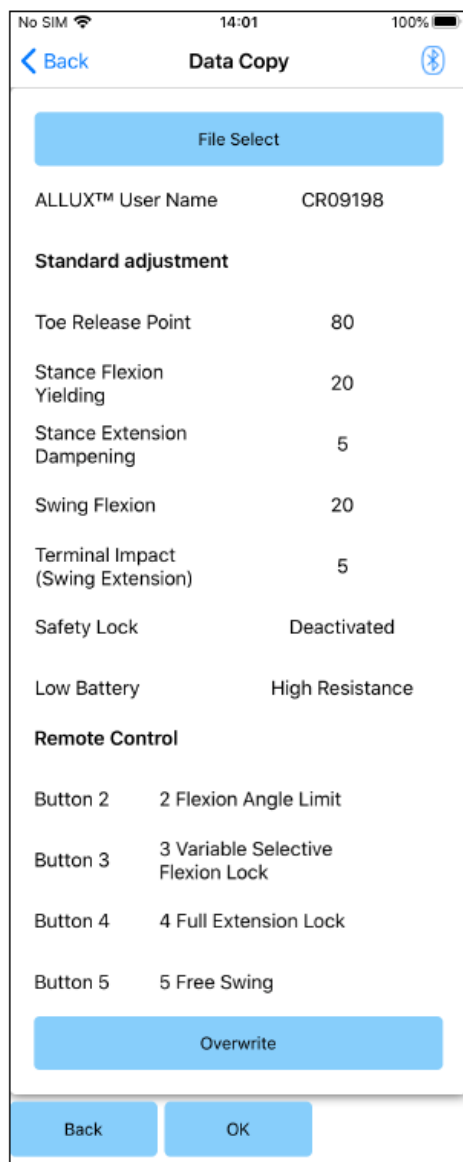 No SIM 14:01 100%
Back Data Copy
File Select
ALLUX™ User Name CR09198
Standard adjustment
Toe Release Point 80
Stance Flexion
Yielding 20
Stance Extension
Dampening 5
Swing Flexion 20
Terminal Impact
(Swing Extension) 5
Safety Lock Deactivated
Low Battery High Resistance
Remote Control
Button 2 2 Flexion Angle Limit
Button 3 3 Variable Selective
Flexion Lock
Button 4 4 Full Extension Lock
Button 5 5 Free Swing
Overwrite
Back OK